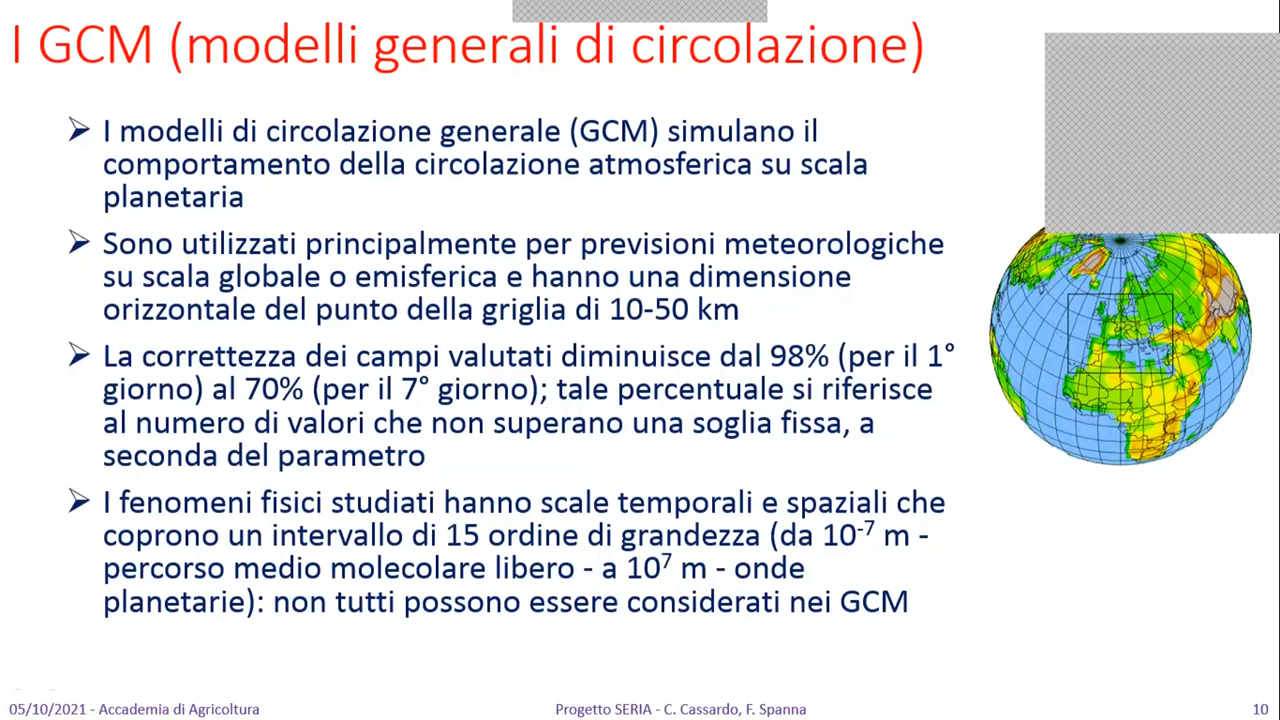 I GCM (modelli generali di circolazione)
I modelli di circolazione generale (GCM) simulano il
comportamento della circolazione atmosferica su scala
planetaria
Sono utilizzati principalmente per previsioni meteorologiche
su scala globale o emisferica e hanno una dimensione
orizzontale del punto della griglia di 10-50 km
La correttezza dei campi valutati diminuisce dal 98% (per il 1°
giorno) al 70% (per il 7° giorno); tale percentuale si riferisce
al numero di valori che non superano una soglia fissa, a
seconda del parametro
I fenomeni fisici studiati hanno scale temporali e spaziali che
coprono un intervallo di 15 ordine di grandezza (da 10⁻⁷ m -
percorso medio molecolare libero - a 10⁷ m - onde
planetarie): non tutti possono essere considerati nei GCM
05/10/2021 - Accademia di Agricoltura
Progetto SERIA - C. Cassardo, F. Spanna
10